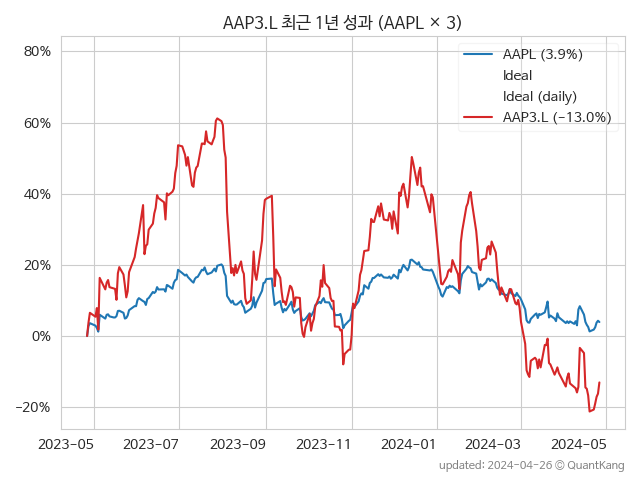 AAP3.L 최근 1년 성과 (AAPL × 3)
80%
60%
40%
20%
0%
−20%
AAPL (3.9%)
Ideal
Ideal (daily)
AAP3.L (−13.0%)
2023-05 2023-07 2023-09 2023-11 2024-01 2024-03 2024-05
updated: 2024-04-26 © QuantKang